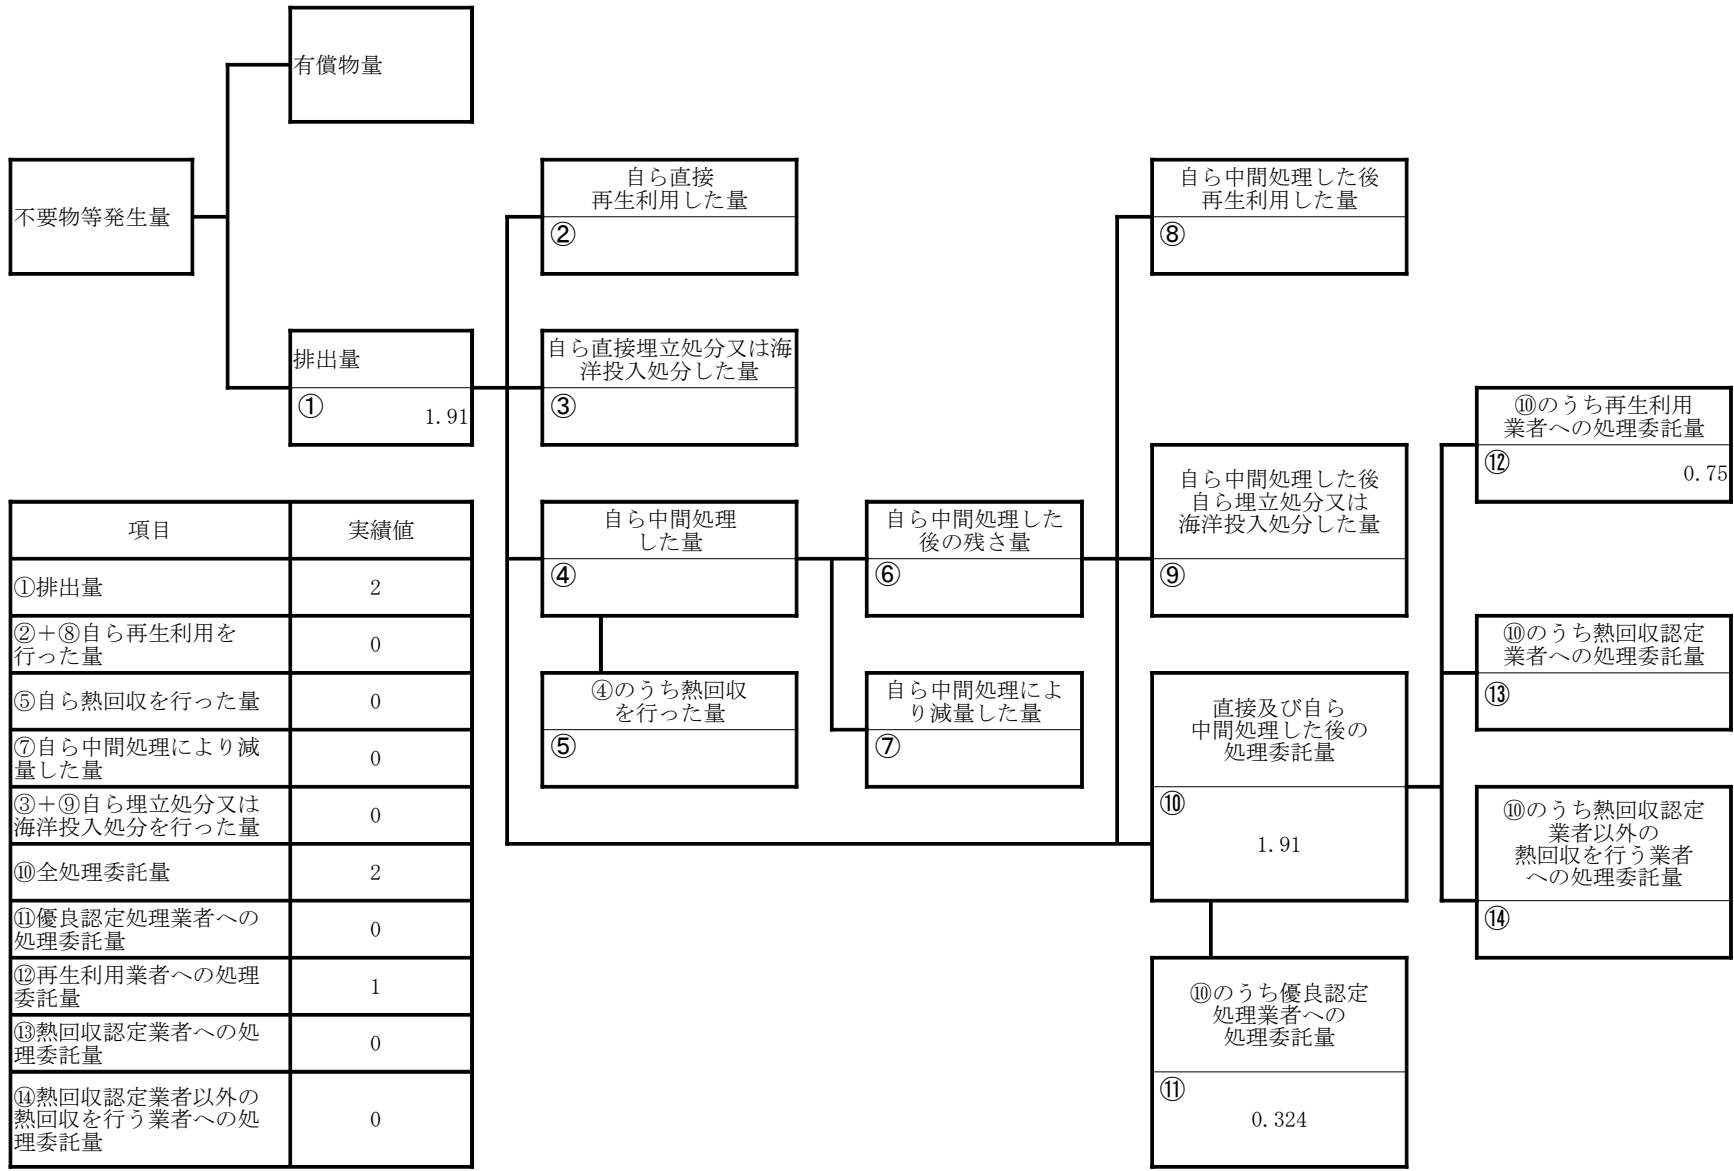 有償物量
不要物等発生量
自ら直接
再生利用した量
②
自ら中間処理した後
再生利用した量
⑧
排出量
①
1.91
自ら直接埋立処分又は海
洋投入処分した量
③
⑩のうち再生利用
業者への処理委託量
⑫
0.75
自ら中間処理
した量
④
自ら中間処理した
後の残さ量
⑥
自ら中間処理した後
自ら埋立処分又は
海洋投入処分した量
⑨
⑩のうち熱回収認定
業者への処理委託量
⑬
④のうち熱回収
を行った量
⑤
自ら中間処理によ
り減量した量
⑦
直接及び自ら
中間処理した後の
処理委託量
⑩
1.91
⑩のうち熱回収認定
業者以外の
熱回収を行う業者
への処理委託量
⑭
⑩のうち優良認定
処理業者への
処理委託量
⑪
0.324
項目 実績値
①排出量 2
②+⑧自ら再生利用を
行った量 0
⑤自ら熱回収を行った量 0
⑦自ら中間処理により減
量した量 0
③+⑨自ら埋立処分又は
海洋投入処分を行った量 0
⑩全処理委託量 2
⑪優良認定処理業者への
処理委託量 0
⑫再生利用業者への処理
委託量 1
⑬熱回収認定業者への処
理委託量 0
⑭熱回収認定業者以外の
熱回収を行う業者への処
理委託量 0